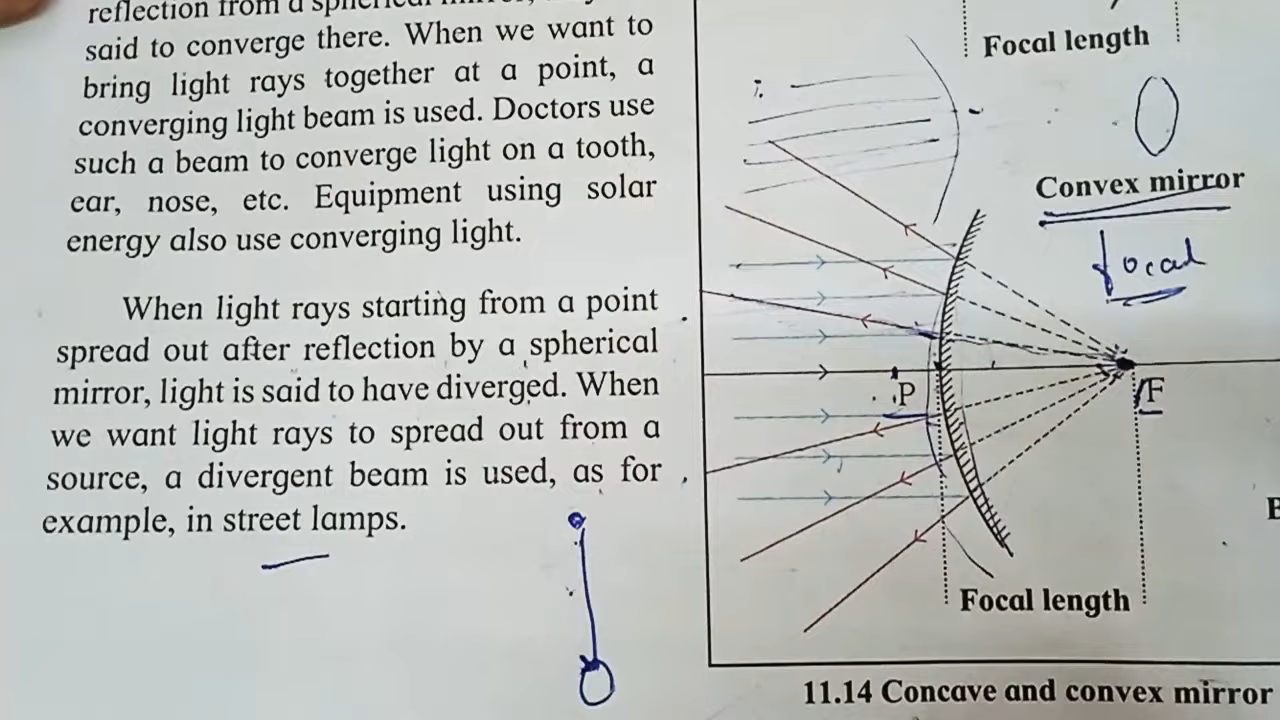 reflection from a spherical mirror,
said to converge there. When we want to
bring light rays together at a point, a
converging light beam is used. Doctors use
such a beam to converge light on a tooth,
ear, nose, etc. Equipment using solar
energy also use converging light.
When light rays starting from a point
spread out after reflection by a spherical
mirror, light is said to have diverged. When
we want light rays to spread out from a
source, a divergent beam is used, as for
example, in street lamps.
Focal length
Convex mirror
focal
P
F
Focal length
B
11.14 Concave and convex mirror